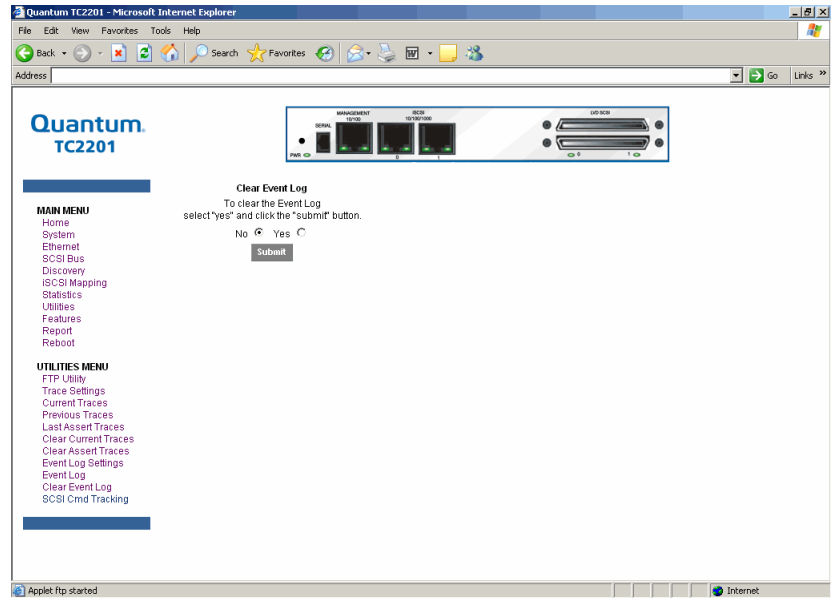 Quantum TC2201 - Microsoft Internet Explorer
File Edit View Favorites Tools Help
Back Search Favorites
Address Go Links »
Quantum.
TC2201
MANAGEMENT
10/100
iSCSI
10/100/1000
LVD SCSI
SERIAL
PWR 0 1 0 1
Clear Event Log
To clear the Event Log
select "yes" and click the "submit" button.
No Yes
Submit
MAIN MENU
Home
System
Ethernet
SCSI Bus
Discovery
iSCSI Mapping
Statistics
Utilities
Features
Report
Reboot
UTILITIES MENU
FTP Utility
Trace Settings
Current Traces
Previous Traces
Last Assert Traces
Clear Current Traces
Clear Assert Traces
Event Log Settings
Event Log
Clear Event Log
SCSI Cmd Tracking
Applet ftp started Internet